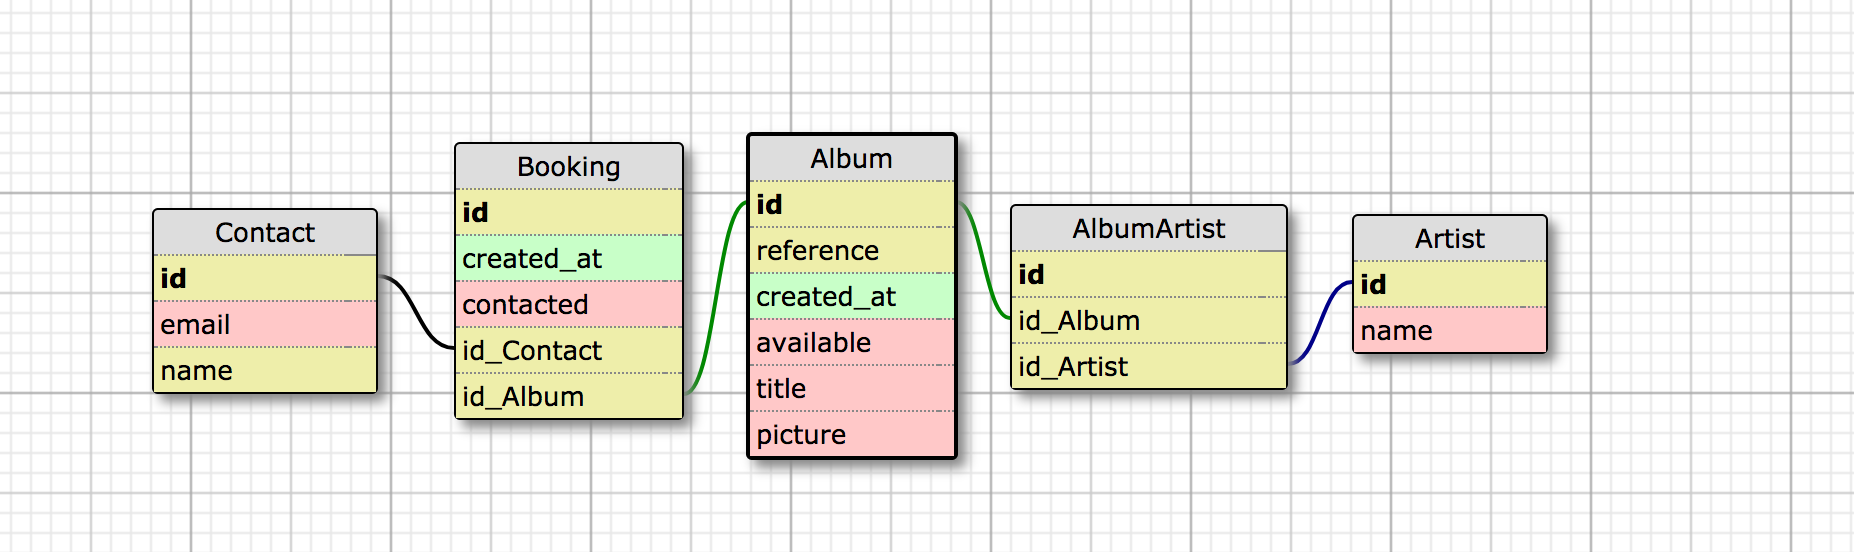 Contact
id
email
name
Booking
id
created_at
contacted
id_Contact
id_Album
Album
id
reference
created_at
available
title
picture
AlbumArtist
id
id_Album
id_Artist
Artist
id
name